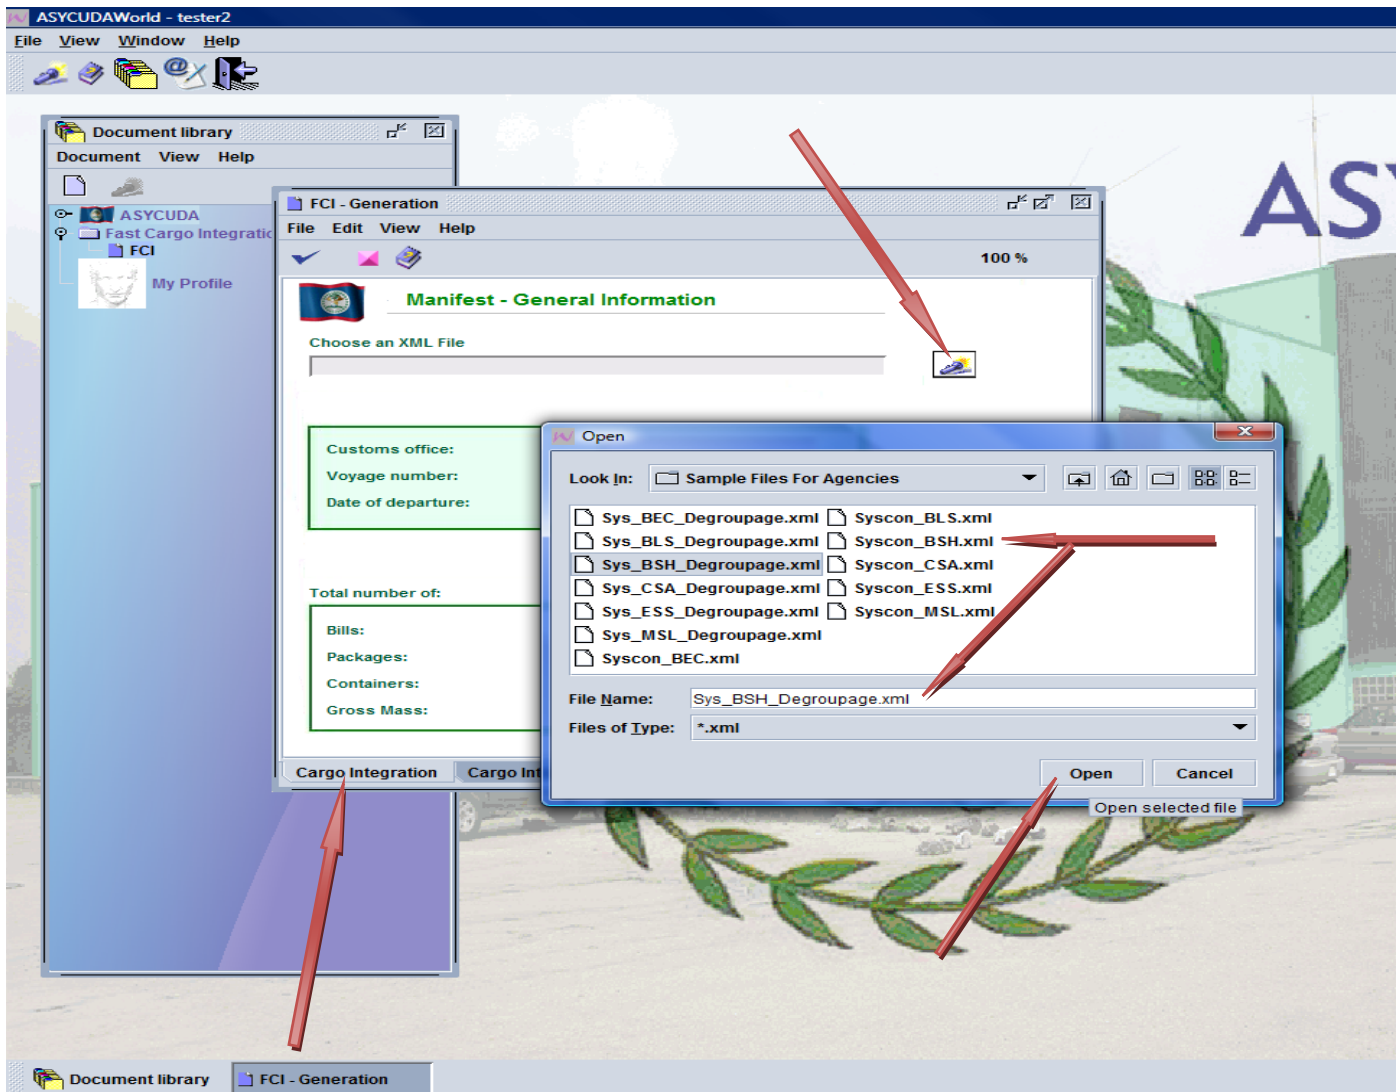 ASYCUDAWorld - tester2
File View Window Help
Document library
Document View Help
ASYCUDA
Fast Cargo Integratio
FCI
My Profile
FCI - Generation
File Edit View Help
100 %
Manifest - General Information
Choose an XML File
Customs office:
Voyage number:
Date of departure:
Total number of:
Bills:
Packages:
Containers:
Gross Mass:
Cargo Integration Cargo Int
Open
Look In: Sample Files For Agencies
Sys_BEC_Degroupage.xml Syscon_BLS.xml
Sys_BLS_Degroupage.xml Syscon_BSH.xml
Sys_BSH_Degroupage.xml Syscon_CSA.xml
Sys_CSA_Degroupage.xml Syscon_ESS.xml
Sys_ESS_Degroupage.xml Syscon_MSL.xml
Sys_MSL_Degroupage.xml
Syscon_BEC.xml
File Name: Sys_BSH_Degroupage.xml
Files of Type: *.xml
Open Cancel
Open selected file
AS
Document library FCI - Generation